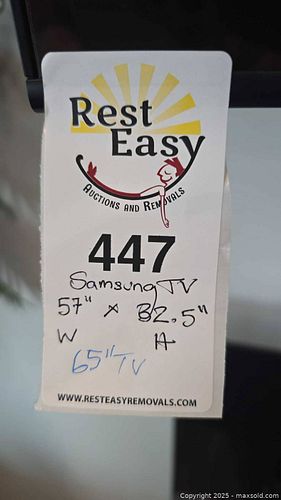 Rest
Easy
AUCTIONS AND REMOVALS
447
Samsung TV
57" x 32.5"
W H
65" TV
WWW.RESTEASYREMOVALS.COM
Copyright 2025 - maxsold.com